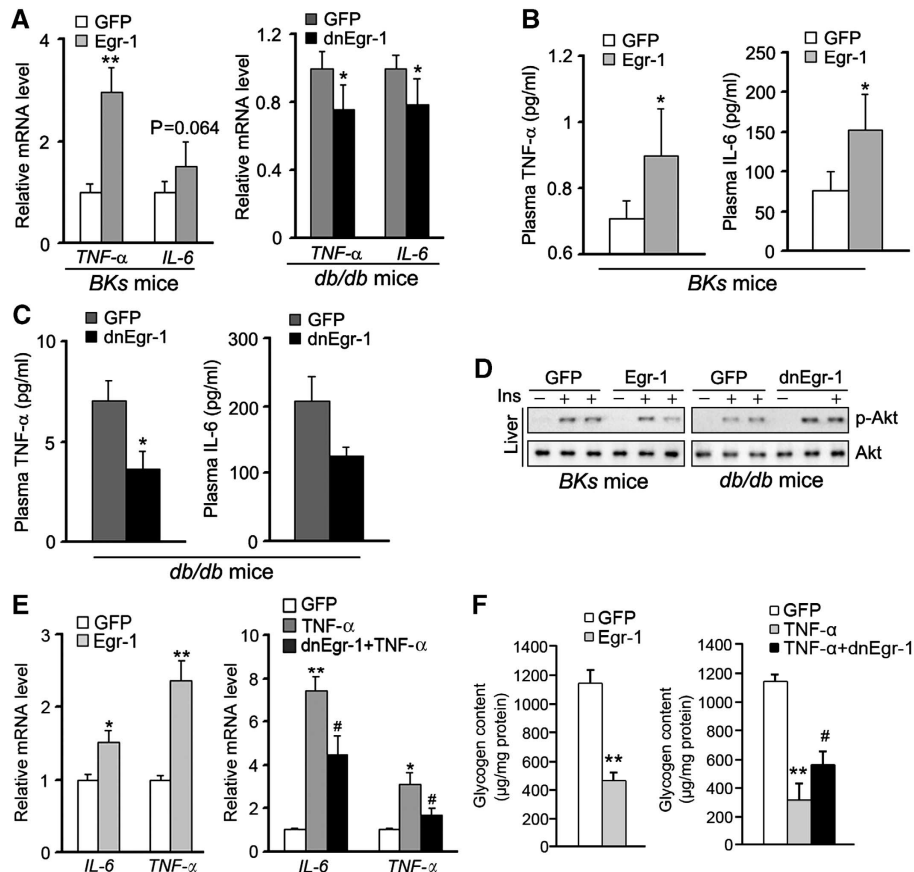 A
GFP
Egr-1
Relative mRNA level
4
2
0
**
P=0.064
TNF-α IL-6
BKs mice
GFP
dnEgr-1
Relative mRNA level
1.2
0.8
0.4
0
* *
TNF-α IL-6
db/db mice
B
GFP
Egr-1
Plasma TNF-α (pg/ml)
1.2
1
0.8
0.6
*
GFP
Egr-1
Plasma IL-6 (pg/ml)
250
200
150
100
50
0
*
BKs mice
C
GFP
dnEgr-1
Plasma TNF-α (pg/ml)
10
5
0
*
GFP
dnEgr-1
Plasma IL-6 (pg/ml)
300
200
100
0
db/db mice
D
GFP Egr-1 GFP dnEgr-1
Ins − + + − + + − + + − +
Liver
p-Akt
Akt
BKs mice db/db mice
E
GFP
Egr-1
Relative mRNA level
3
2
1
0
* **
IL-6 TNF-α
GFP
TNF-α
dnEgr-1+TNF-α
Relative mRNA level
10
8
6
4
2
0
** # * #
IL-6 TNF-α
F
GFP
Egr-1
Glycogen content
(µg/mg protein)
1400
1200
1000
800
600
400
200
0
**
GFP
TNF-α
TNF-α+dnEgr-1
Glycogen content
(µg/mg protein)
1400
1200
1000
800
600
400
200
0
** #